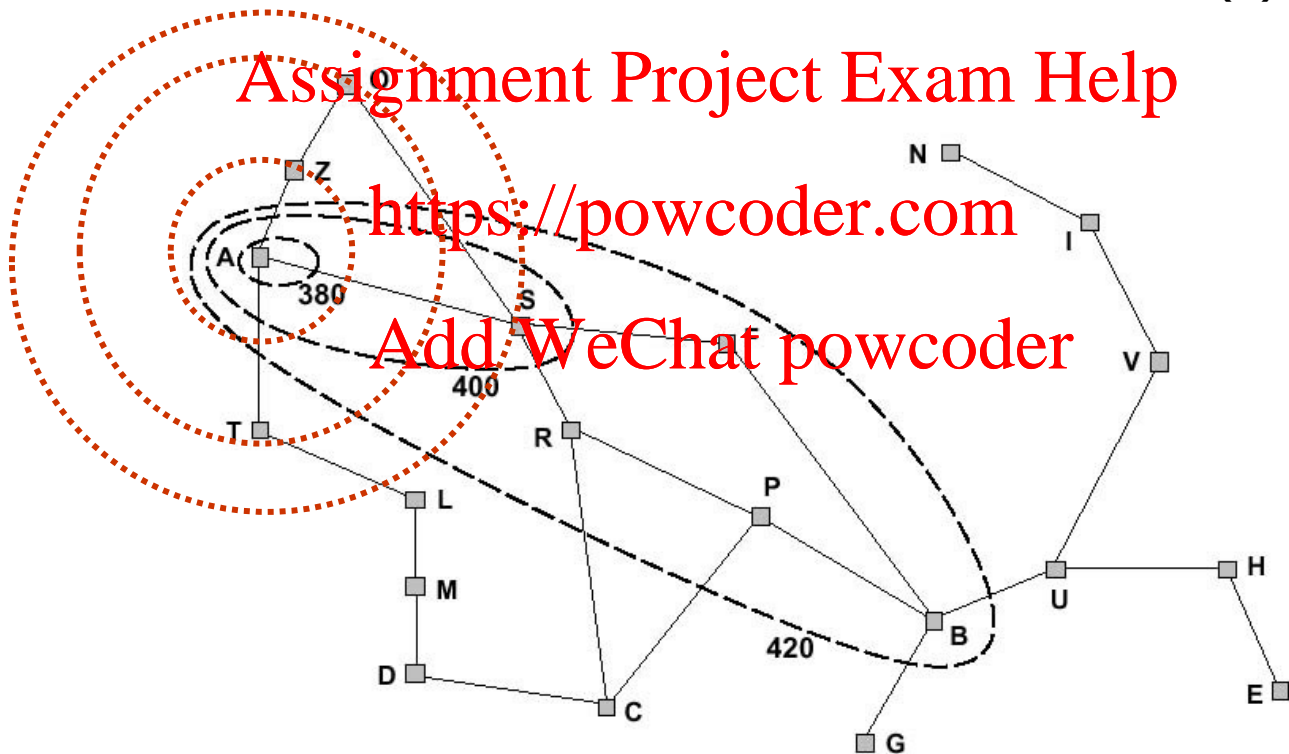 Assignment Project Exam Help
O
N
Z
https://powcoder.com
I
A
380
S
Add WeChat powcoder
V
400
T
R
P
L
H
M
U
B
420
D
E
C
G